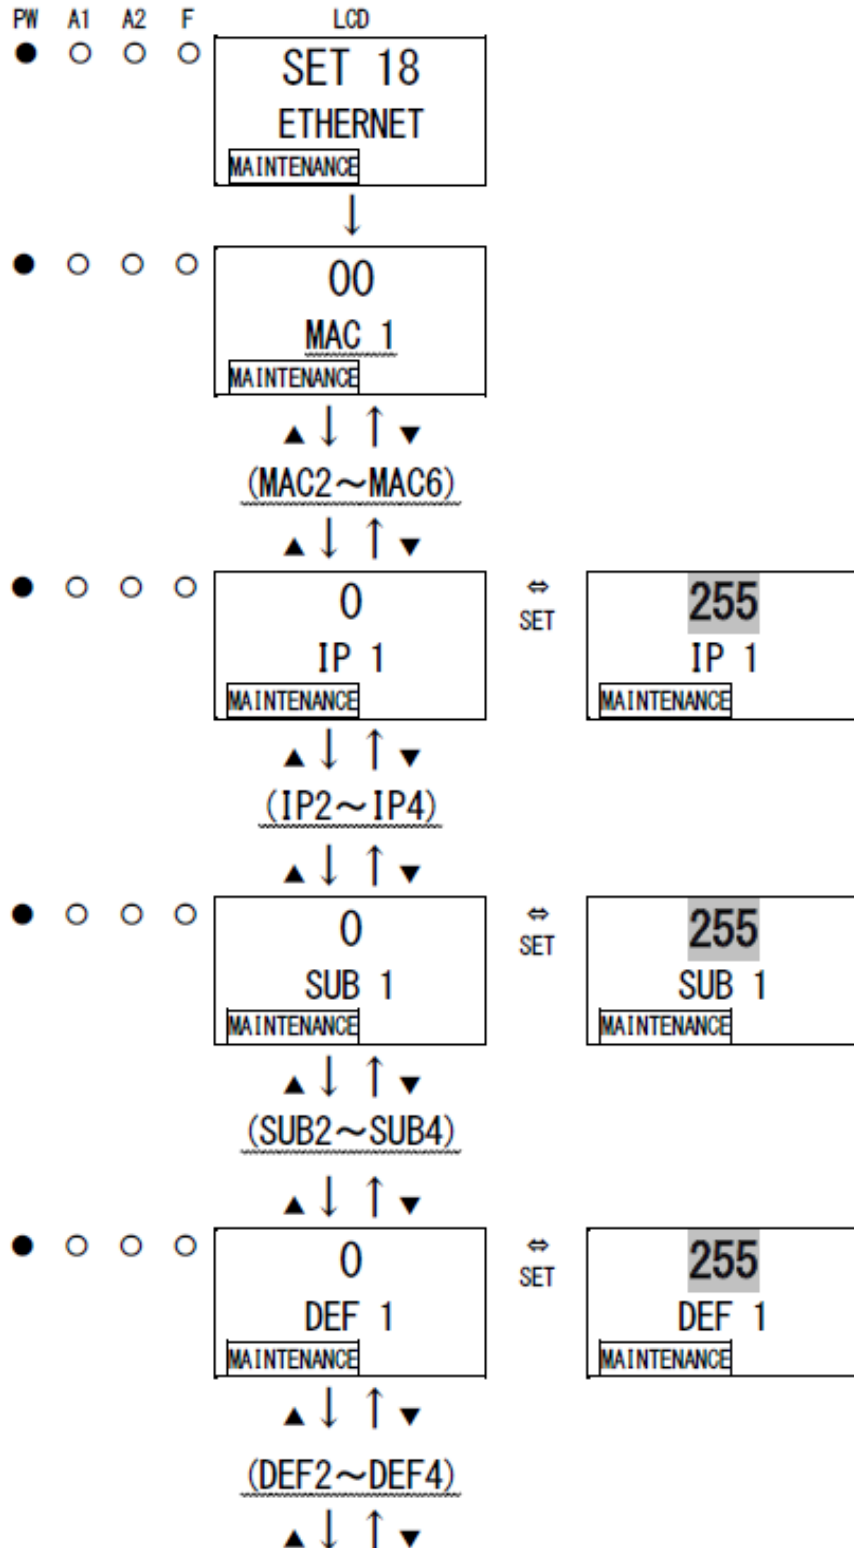 PW A1 A2 F LCD
● ○ ○ ○ SET 18
ETHERNET
MAINTENANCE
↓
● ○ ○ ○ 00
MAC 1
MAINTENANCE
▲ ↓ ↑ ▼
(MAC2～MAC6)
▲ ↓ ↑ ▼
● ○ ○ ○ 0 ⇔ 255
SET
IP 1 IP 1
MAINTENANCE MAINTENANCE
▲ ↓ ↑ ▼
(IP2～IP4)
▲ ↓ ↑ ▼
● ○ ○ ○ 0 ⇔ 255
SET
SUB 1 SUB 1
MAINTENANCE MAINTENANCE
▲ ↓ ↑ ▼
(SUB2～SUB4)
▲ ↓ ↑ ▼
● ○ ○ ○ 0 ⇔ 255
SET
DEF 1 DEF 1
MAINTENANCE MAINTENANCE
▲ ↓ ↑ ▼
(DEF2～DEF4)
▲ ↓ ↑ ▼